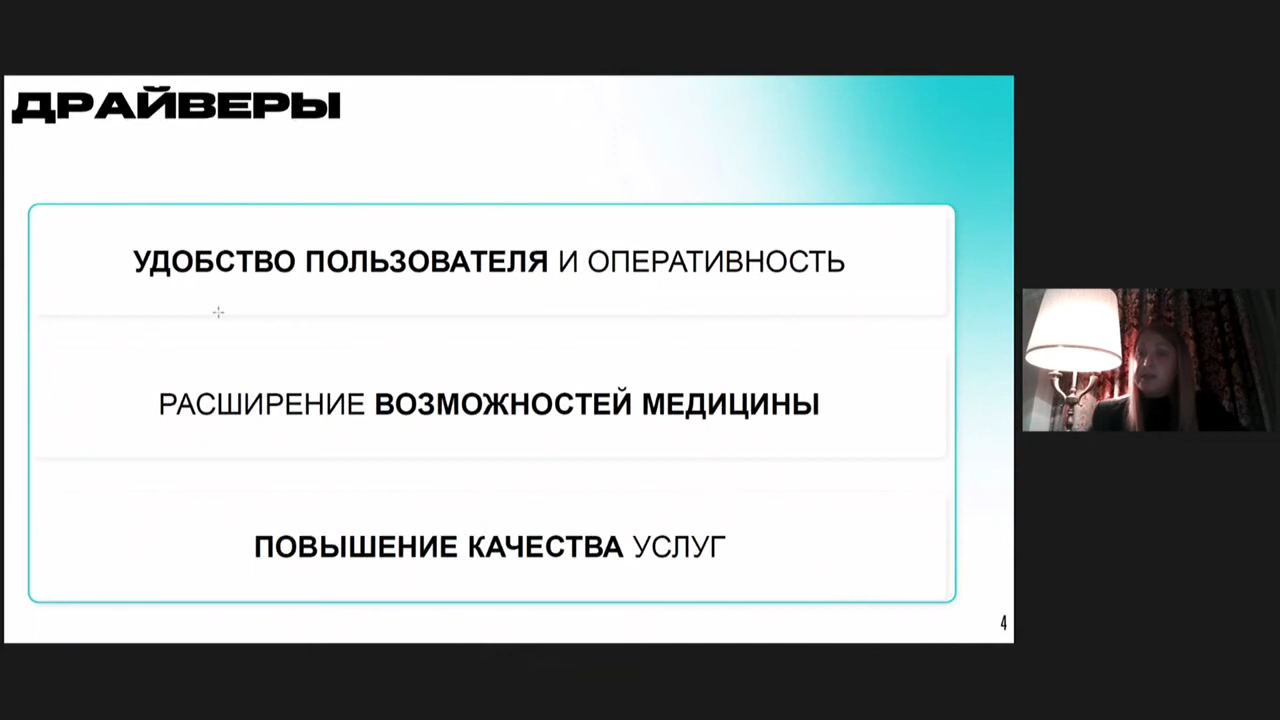 ДРАЙВЕРЫ
УДОБСТВО ПОЛЬЗОВАТЕЛЯ И ОПЕРАТИВНОСТЬ
РАСШИРЕНИЕ ВОЗМОЖНОСТЕЙ МЕДИЦИНЫ
ПОВЫШЕНИЕ КАЧЕСТВА УСЛУГ
4